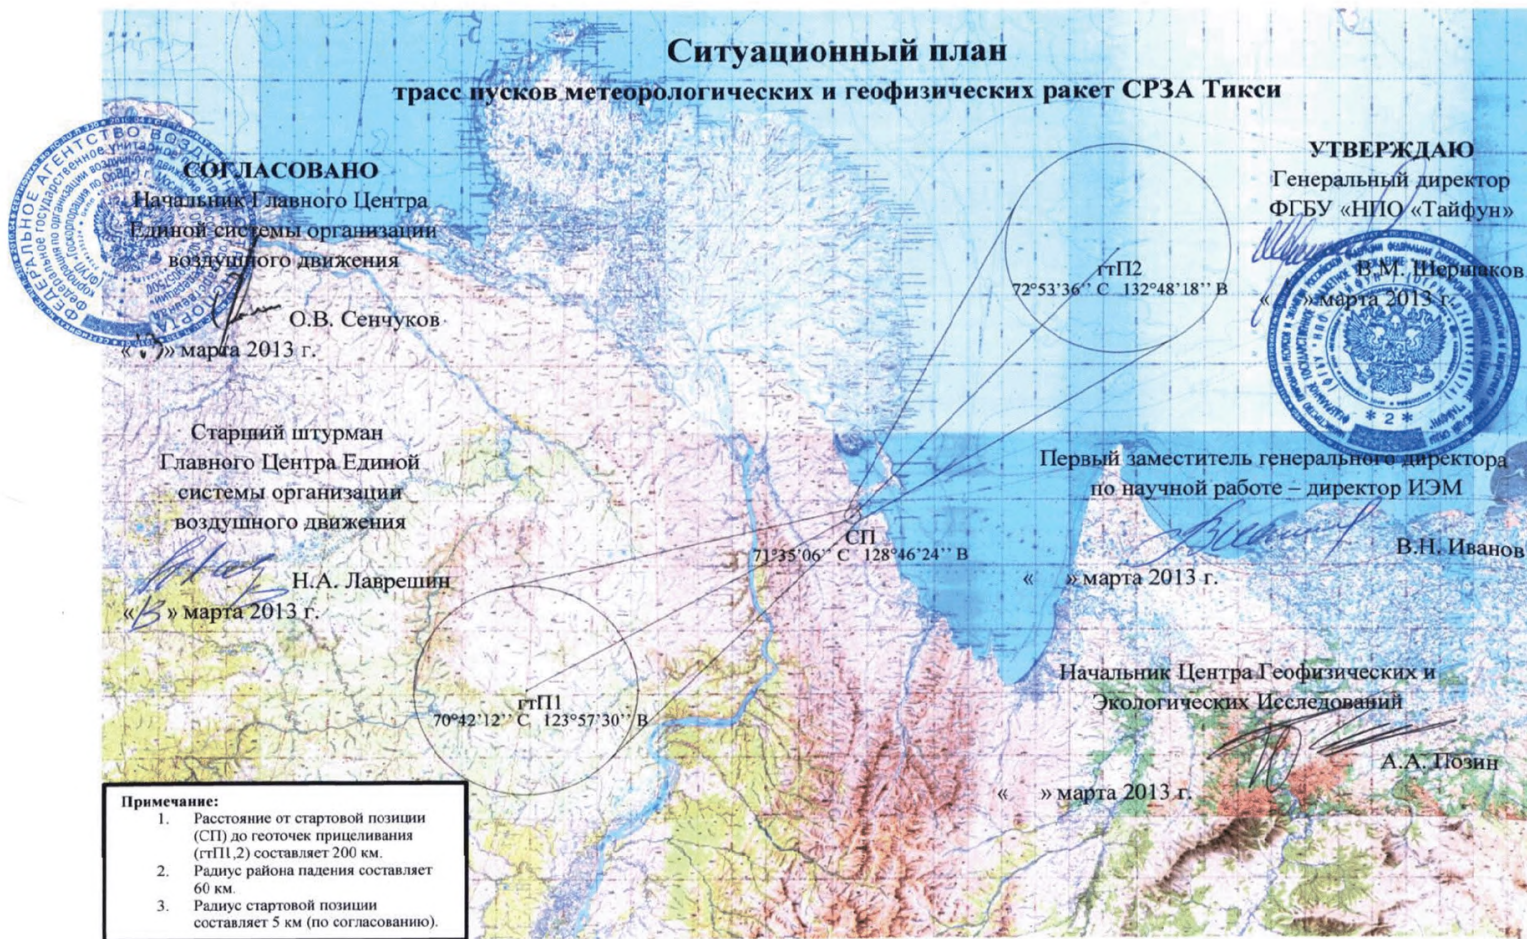 Ситуационный план
трасс пусков метеорологических и геофизических ракет СРЗА Тикси
СОГЛАСОВАНО
Начальник Главного Центра
Единой системы организации
воздушного движения
О.В. Сенчуков
«13» марта 2013 г.
Старший штурман
Главного Центра Единой
системы организации
воздушного движения
Н.А. Лаврешин
«13» марта 2013 г.
УТВЕРЖДАЮ
Генеральный директор
ФГБУ «НПО «Тайфун»
В.М. Шершаков
« » марта 2013 г.
Первый заместитель генерального директора
по научной работе – директор ИЭМ
В.Н. Иванов
« » марта 2013 г.
Начальник Центра Геофизических и
Экологических Исследований
А.А. Позин
« » марта 2013 г.
гтП2
72°53’36’’ С 132°48’18’’ В
СП
71°35’06’’ С 128°46’24’’ В
гтП1
70°42’12’’ С 123°57’30’’ В
Примечание:
1. Расстояние от стартовой позиции
(СП) до геоточек прицеливания
(гтП1,2) составляет 200 км.
2. Радиус района падения составляет
60 км.
3. Радиус стартовой позиции
составляет 5 км (по согласованию).
ФЕДЕРАЛЬНОЕ АГЕНТСТВО ВОЗДУ
* 2 *